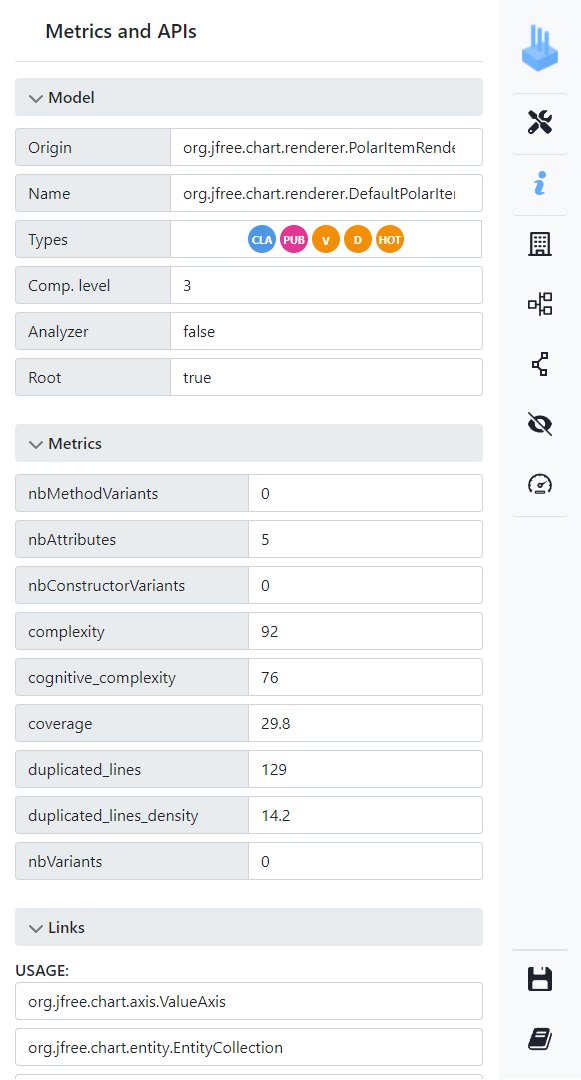 Metrics and APIs
Model
Origin org.jfree.chart.renderer.PolarItemRende
Name org.jfree.chart.renderer.DefaultPolarIter
Types CLA PUB V D HOT
Comp. level 3
Analyzer false
Root true
Metrics
nbMethodVariants 0
nbAttributes 5
nbConstructorVariants 0
complexity 92
cognitive_complexity 76
coverage 29.8
duplicated_lines 129
duplicated_lines_density 14.2
nbVariants 0
Links
USAGE:
org.jfree.chart.axis.ValueAxis
org.jfree.chart.entity.EntityCollection